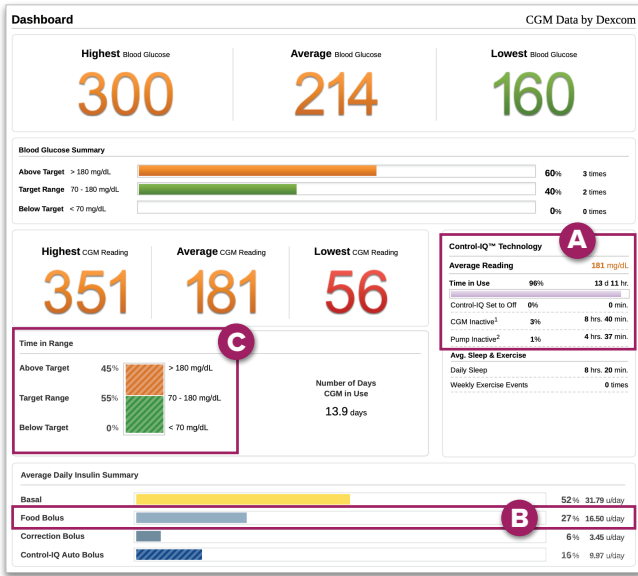 Dashboard CGM Data by Dexcom
Highest Blood Glucose Average Blood Glucose Lowest Blood Glucose
300 214 160
Blood Glucose Summary
Above Target > 180 mg/dL 60% 3 times
Target Range 70 - 180 mg/dL 40% 2 times
Below Target < 70 mg/dL 0% 0 times
Highest CGM Reading Average CGM Reading Lowest CGM Reading
351 181 56
A
Control-IQ™ Technology
Average Reading 181 mg/dL
Time in Use 96% 13 d 11 hr.
Control-IQ Set to Off 0% 0 min.
CGM Inactive1 3% 8 hrs. 40 min.
Pump Inactive2 1% 4 hrs. 37 min.
Avg. Sleep & Exercise
Daily Sleep 8 hrs. 20 min.
Weekly Exercise Events 0 times
C
Time in Range
Above Target 45% > 180 mg/dL
Target Range 55% 70 - 180 mg/dL
Below Target 0% < 70 mg/dL
Number of Days
CGM in Use
13.9 days
Average Daily Insulin Summary
Basal 52% 31.79 u/day
Food Bolus B 27% 16.50 u/day
Correction Bolus 6% 3.45 u/day
Control-IQ Auto Bolus 16% 9.97 u/day